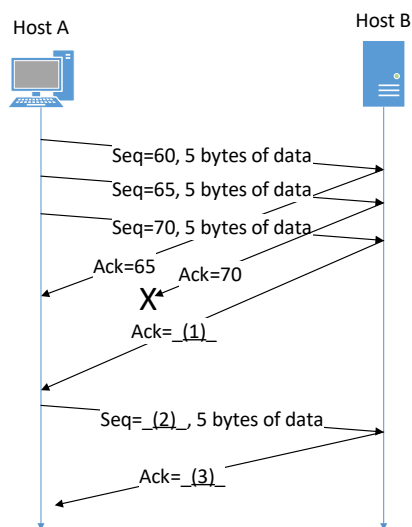 Host A
Host B
Seq=60, 5 bytes of data
Seq=65, 5 bytes of data
Seq=70, 5 bytes of data
Ack=65
Ack=70
X
Ack=_(1)_
Seq=_(2)_, 5 bytes of data
Ack=_(3)_